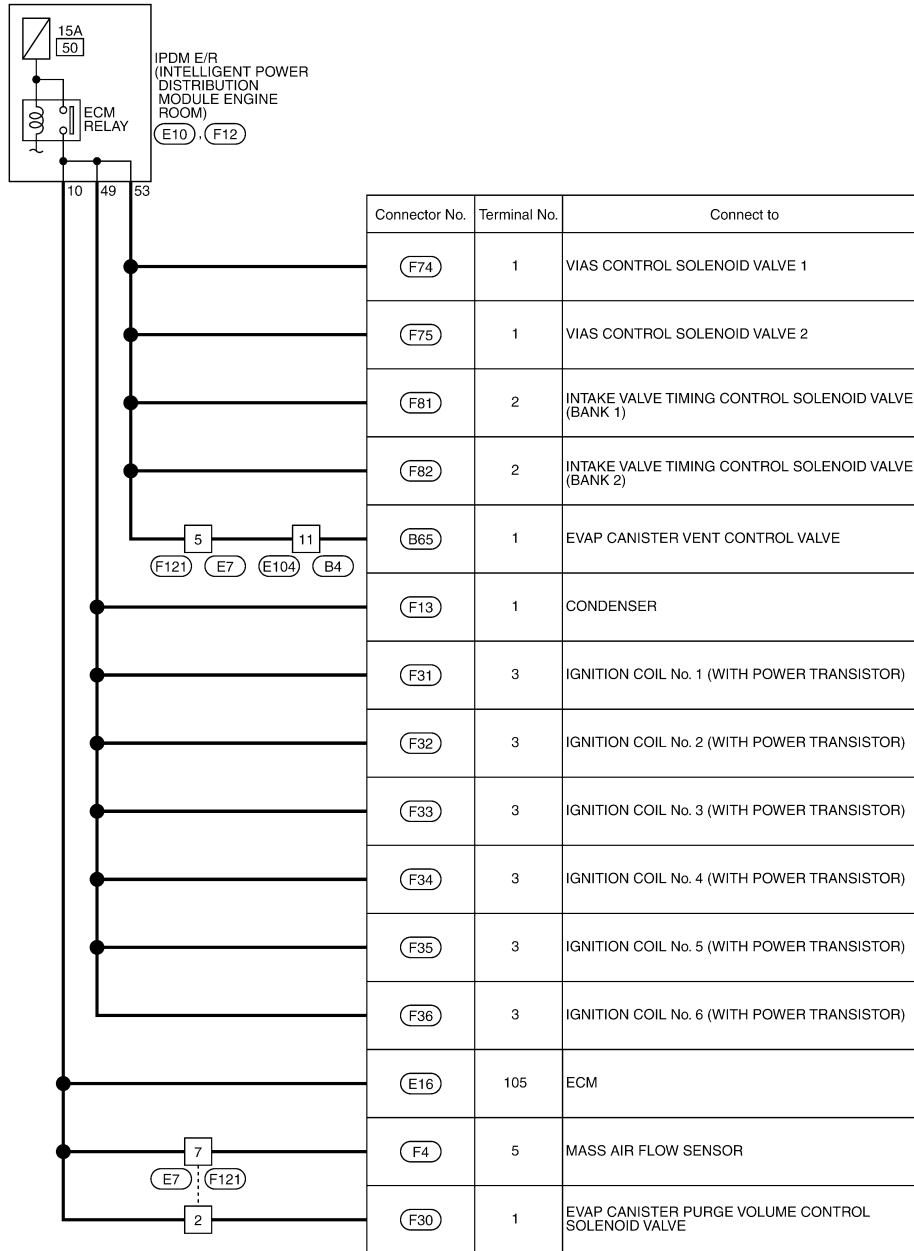 15A
50
IPDM E/R
(INTELLIGENT POWER
DISTRIBUTION
MODULE ENGINE
ROOM)
E10 , F12
ECM
RELAY
10 49 53
Connector No. Terminal No. Connect to
F74 1 VIAS CONTROL SOLENOID VALVE 1
F75 1 VIAS CONTROL SOLENOID VALVE 2
F81 2 INTAKE VALVE TIMING CONTROL SOLENOID VALVE
(BANK 1)
F82 2 INTAKE VALVE TIMING CONTROL SOLENOID VALVE
(BANK 2)
5 11 B65 1 EVAP CANISTER VENT CONTROL VALVE
F121 E7 E104 B4
F13 1 CONDENSER
F31 3 IGNITION COIL No. 1 (WITH POWER TRANSISTOR)
F32 3 IGNITION COIL No. 2 (WITH POWER TRANSISTOR)
F33 3 IGNITION COIL No. 3 (WITH POWER TRANSISTOR)
F34 3 IGNITION COIL No. 4 (WITH POWER TRANSISTOR)
F35 3 IGNITION COIL No. 5 (WITH POWER TRANSISTOR)
F36 3 IGNITION COIL No. 6 (WITH POWER TRANSISTOR)
E16 105 ECM
7 F4 5 MASS AIR FLOW SENSOR
E7 F121
2 F30 1 EVAP CANISTER PURGE VOLUME CONTROL
SOLENOID VALVE